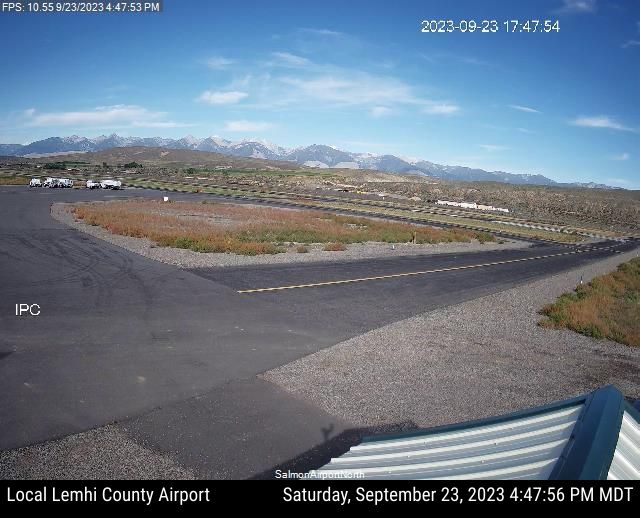 FPS: 10.55 9/23/2023 4:47:53 PM
2023-09-23 17:47:54
IPC
SalmonAirportNorth
Local Lemhi County Airport
Saturday, September 23, 2023 4:47:56 PM MDT